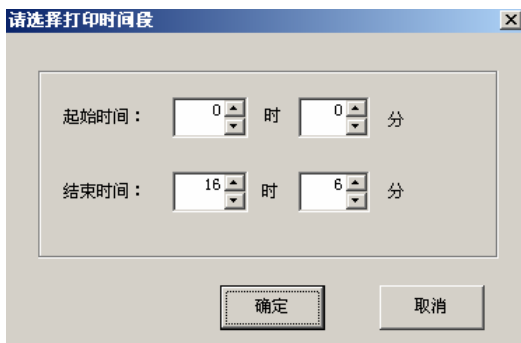 请选择打印时间段
起始时间： 0 时 0 分
结束时间： 16 时 6 分
确定 取消